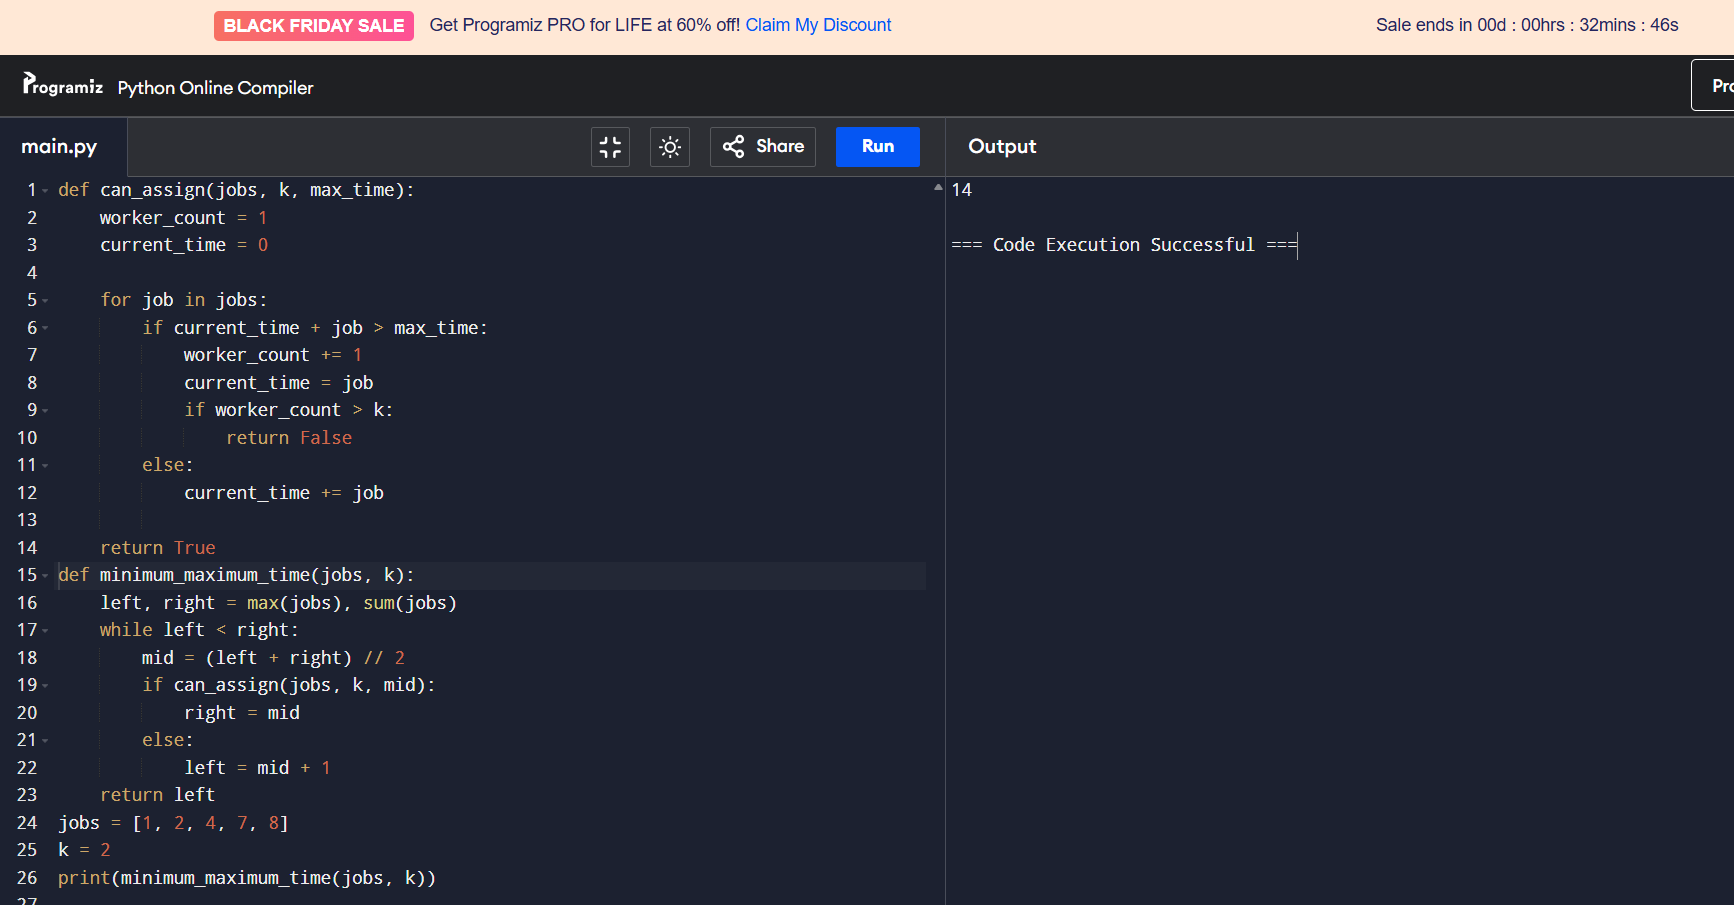 BLACK FRIDAY SALE Get Programiz PRO for LIFE at 60% off! Claim My Discount Sale ends in 00d : 00hrs : 32mins : 46s
Programiz Python Online Compiler
main.py Share Run Output
1 def can_assign(jobs, k, max_time):
2     worker_count = 1
3     current_time = 0
4
5     for job in jobs:
6         if current_time + job > max_time:
7             worker_count += 1
8             current_time = job
9             if worker_count > k:
10                 return False
11         else:
12             current_time += job
13
14     return True
15 def minimum_maximum_time(jobs, k):
16     left, right = max(jobs), sum(jobs)
17     while left < right:
18         mid = (left + right) // 2
19         if can_assign(jobs, k, mid):
20             right = mid
21         else:
22             left = mid + 1
23     return left
24 jobs = [1, 2, 4, 7, 8]
25 k = 2
26 print(minimum_maximum_time(jobs, k))
27
14
=== Code Execution Successful ===